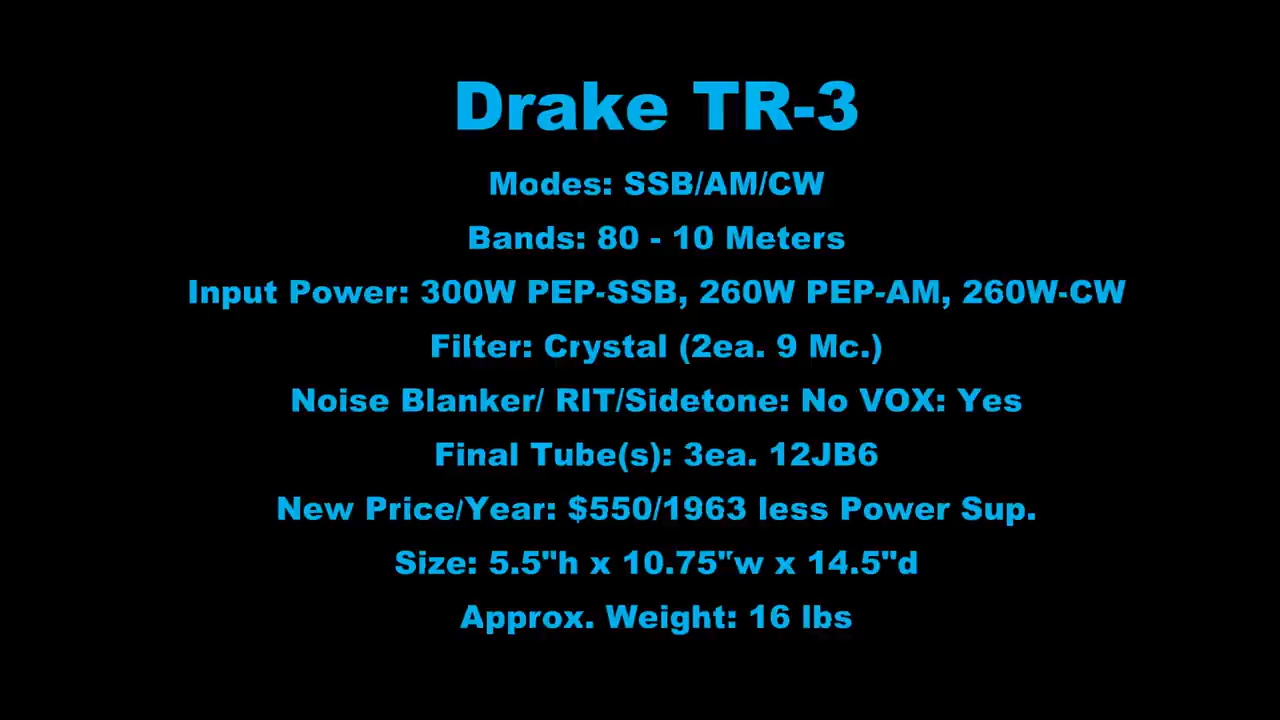 Drake TR-3
Modes: SSB/AM/CW
Bands: 80 - 10 Meters
Input Power: 300W PEP-SSB, 260W PEP-AM, 260W-CW
Filter: Crystal (2ea. 9 Mc.)
Noise Blanker/ RIT/Sidetone: No VOX: Yes
Final Tube(s): 3ea. 12JB6
New Price/Year: $550/1963 less Power Sup.
Size: 5.5"h x 10.75"w x 14.5"d
Approx. Weight: 16 lbs